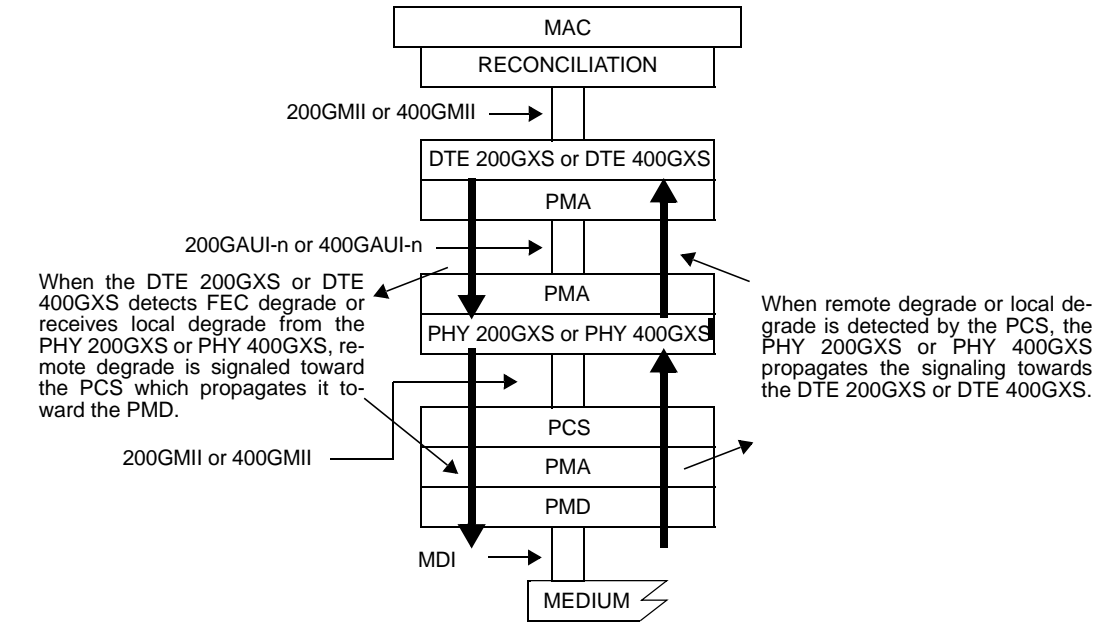 MAC
RECONCILIATION
200GMII or 400GMII
DTE 200GXS or DTE 400GXS
PMA
200GAUI-n or 400GAUI-n
When the DTE 200GXS or DTE
400GXS detects FEC degrade or
receives local degrade from the
PHY 200GXS or PHY 400GXS, re-
mote degrade is signaled toward
the PCS which propagates it to-
ward the PMD.
PMA
PHY 200GXS or PHY 400GXS
When remote degrade or local de-
grade is detected by the PCS, the
PHY 200GXS or PHY 400GXS
propagates the signaling towards
the DTE 200GXS or DTE 400GXS.
200GMII or 400GMII
PCS
PMA
PMD
MDI
MEDIUM